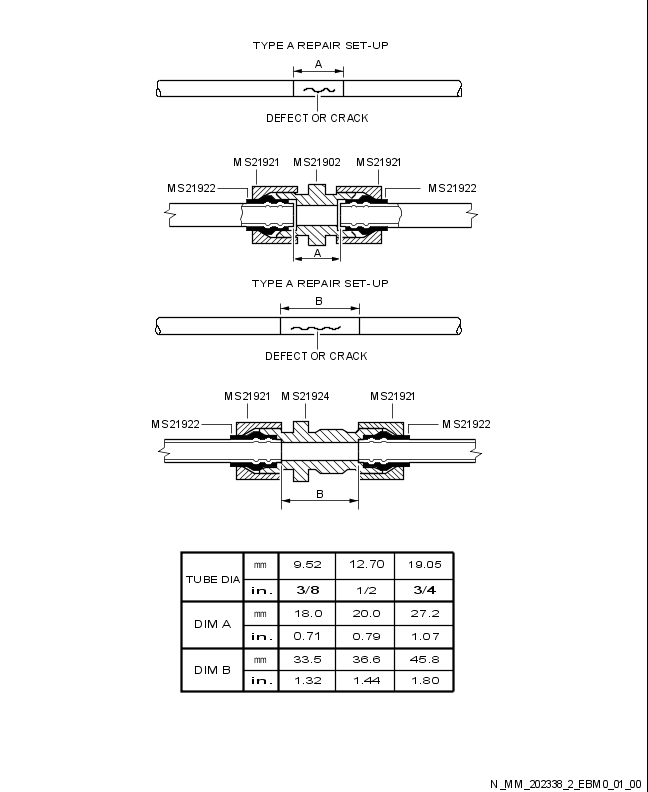 TYPE A REPAIR SET-UP
A
DEFECT OR CRACK
MS21921 MS21902 MS21921
MS21922 MS21922
A
TYPE A REPAIR SET-UP
B
DEFECT OR CRACK
MS21921 MS21924 MS21921
MS21922 MS21922
B
TUBE DIA mm 9.52 12.70 19.05
in. 3/8 1/2 3/4
DIM A mm 18.0 20.0 27.2
in. 0.71 0.79 1.07
DIM B mm 33.5 36.6 45.8
in. 1.32 1.44 1.80
N_MM_202338_2_EBM0_01_00